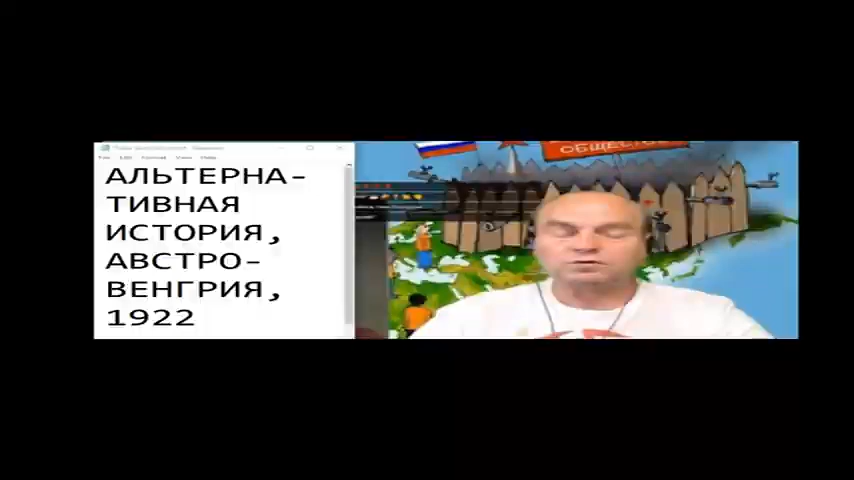 АЛЬТЕРНА-
ТИВНАЯ
ИСТОРИЯ,
АВСТРО-
ВЕНГРИЯ,
1922